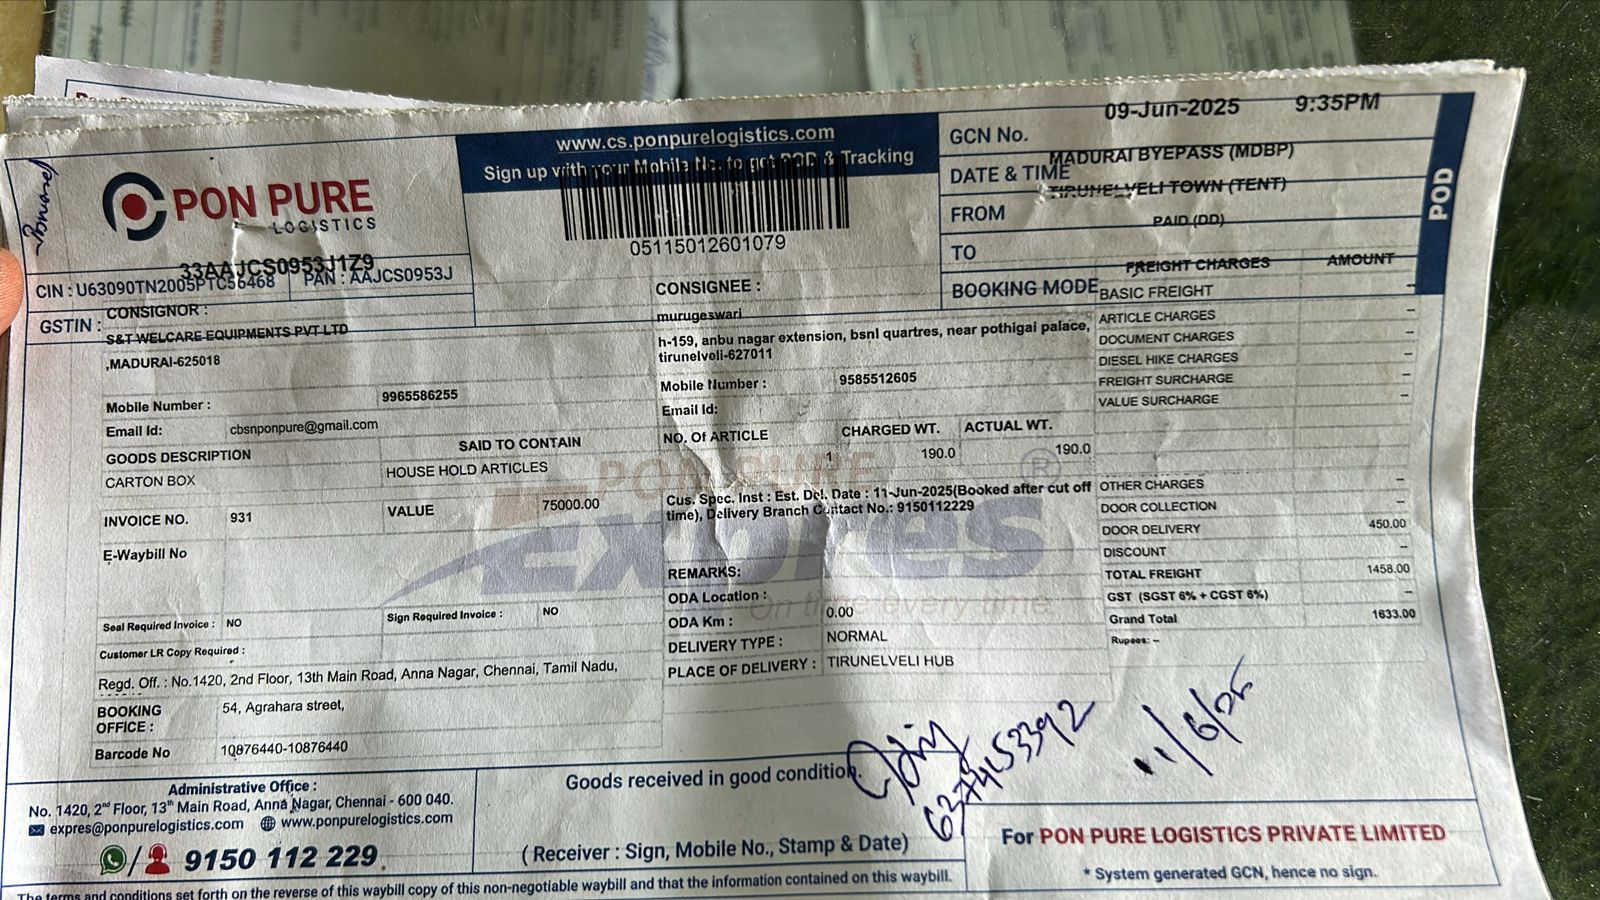 www.cs.ponpurelogistics.com
Sign up with your Mobile No. to get POD & Tracking
PON PURE
LOGISTICS
05115012601079
33AAJCS0953J1Z9
CIN : U63090TN2005PTC56468
PAN : AAJCS0953J
GSTIN :
GCN No.
09-Jun-2025 9:35PM
DATE & TIME
MADURAI BYEPASS (MDBP)
TIRUNELVELI TOWN (TENT)
FROM
PAID (DD)
TO
BOOKING MODE
POD
CONSIGNOR :
S&T WELCARE EQUIPMENTS PVT LTD
,MADURAI-625018
Mobile Number : 9965586255
Email Id: cbsnponpure@gmail.com
GOODS DESCRIPTION SAID TO CONTAIN
CARTON BOX HOUSE HOLD ARTICLES
INVOICE NO. 931 VALUE 75000.00
E-Waybill No
Seal Required Invoice : NO Sign Required Invoice : NO
Customer LR Copy Required :
Regd. Off. : No.1420, 2nd Floor, 13th Main Road, Anna Nagar, Chennai, Tamil Nadu,
BOOKING OFFICE : 54, Agrahara street,
Barcode No 10876440-10876440
CONSIGNEE :
murugeswari
h-159, anbu nagar extension, bsnl quartres, near pothigai palace,
tirunelveli-627011
Mobile Number : 9585512605
Email Id:
NO. Of ARTICLE CHARGED WT. ACTUAL WT.
1 190.0 190.0
Cus. Spec. Inst : Est. Del. Date : 11-Jun-2025(Booked after cut off
time), Delivery Branch Contact No.: 9150112229
PON PURE
Expres ®
On time every time
REMARKS:
ODA Location :
ODA Km : 0.00
DELIVERY TYPE : NORMAL
PLACE OF DELIVERY : TIRUNELVELI HUB
FREIGHT CHARGES AMOUNT
BASIC FREIGHT –
ARTICLE CHARGES –
DOCUMENT CHARGES –
DIESEL HIKE CHARGES –
FREIGHT SURCHARGE –
VALUE SURCHARGE –
OTHER CHARGES –
DOOR COLLECTION –
DOOR DELIVERY 450.00
DISCOUNT –
TOTAL FREIGHT 1458.00
GST (SGST 6% + CGST 6%) –
Grand Total 1633.00
Rupees: –
11/6/25
Administrative Office :
No. 1420, 2nd Floor, 13th Main Road, Anna Nagar, Chennai - 600 040.
expres@ponpurelogistics.com www.ponpurelogistics.com
/ 9150 112 229
Goods received in good condition.
( Receiver : Sign, Mobile No., Stamp & Date)
For PON PURE LOGISTICS PRIVATE LIMITED
* System generated GCN, hence no sign.
The terms and conditions set forth on the reverse of this waybill copy of this non-negotiable waybill and that the information contained on this waybill.